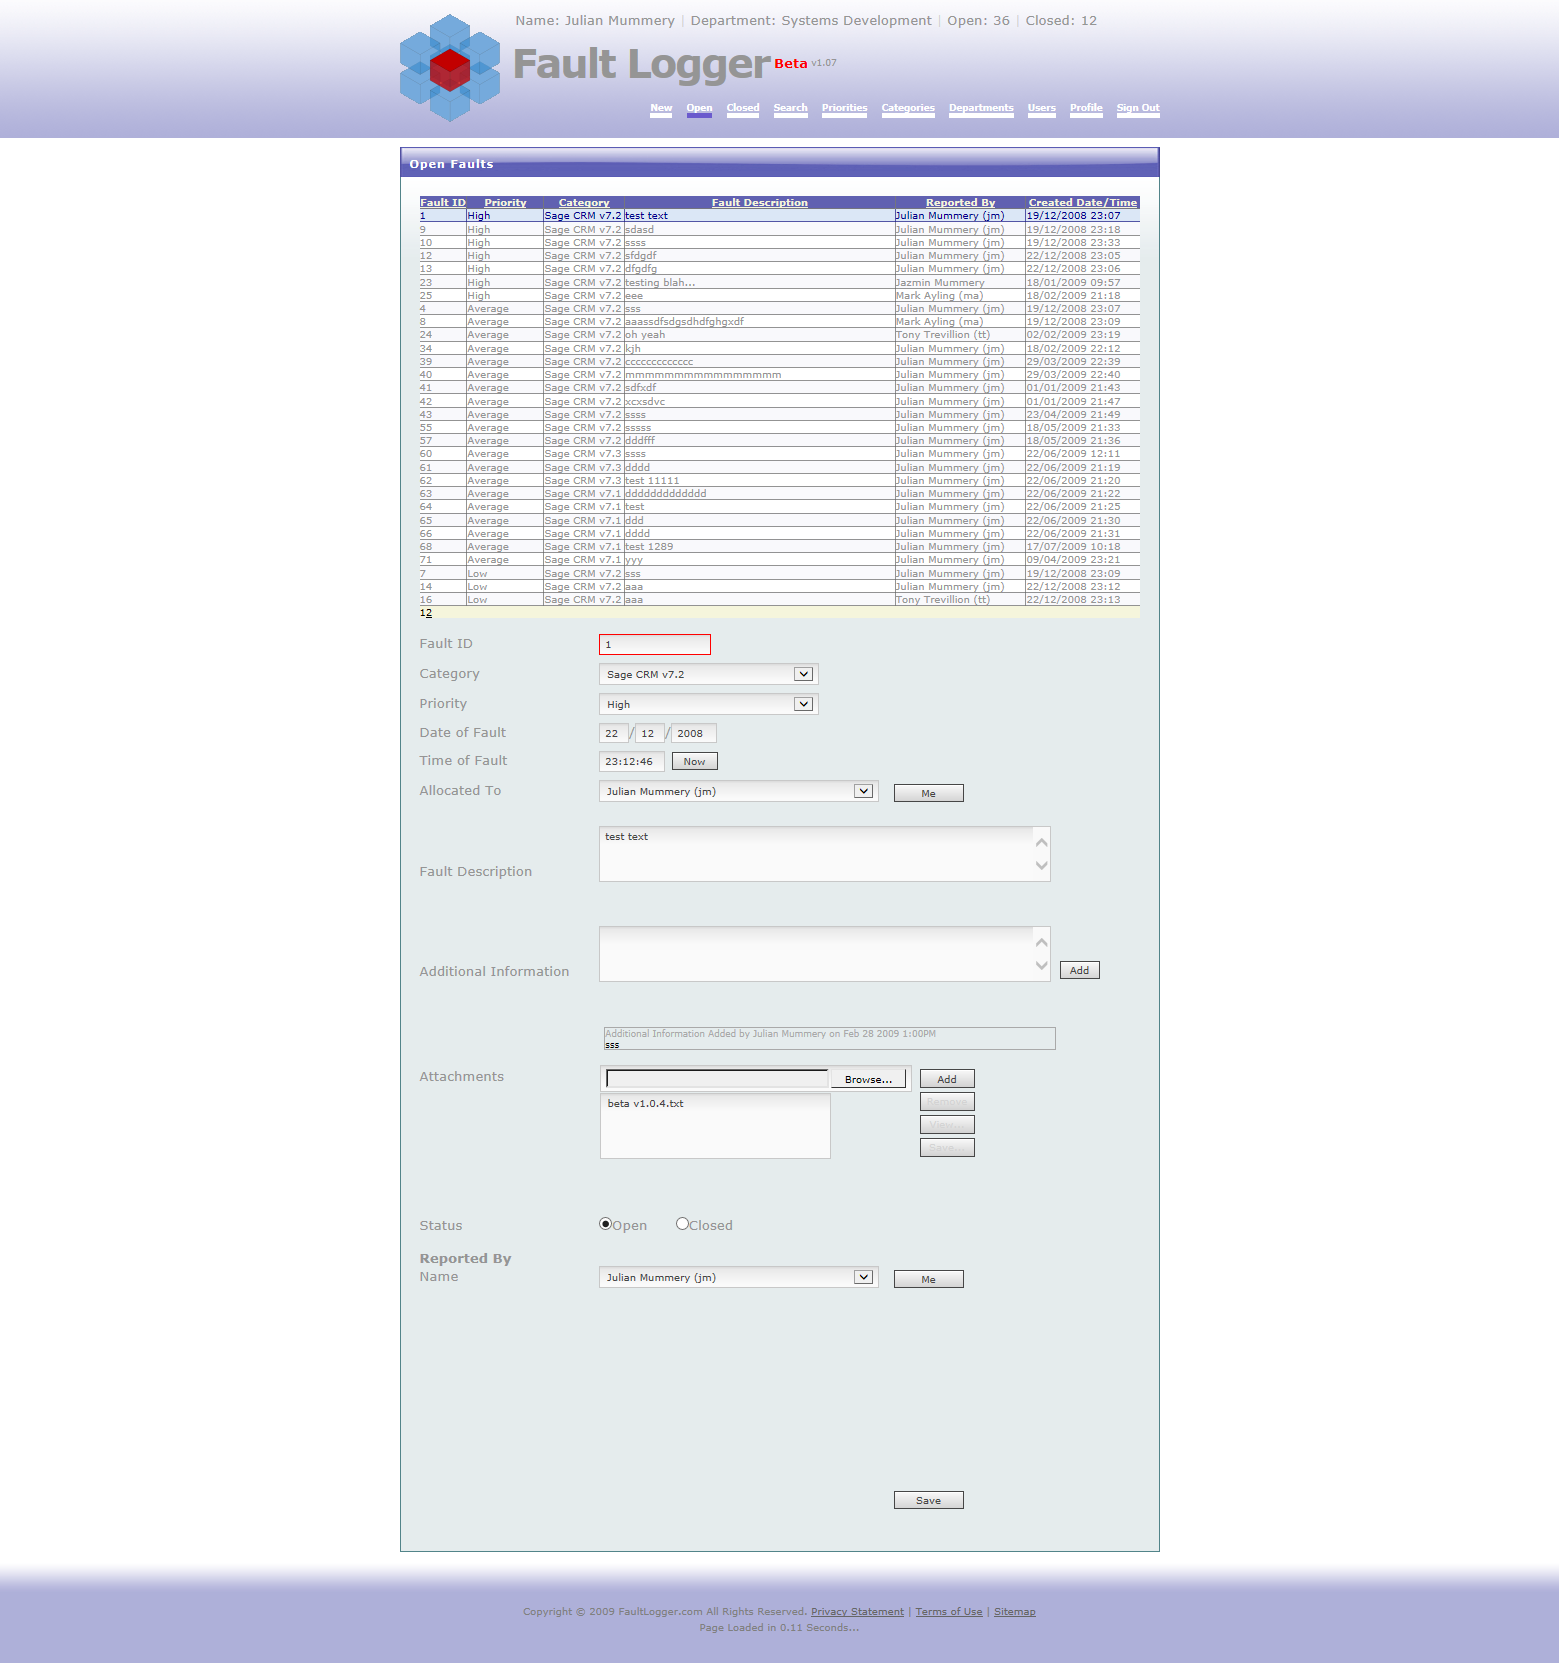 Name: Julian Mummery | Department: Systems Development | Open: 36 | Closed: 12
Fault Logger Beta v1.07
New Open Closed Search Priorities Categories Departments Users Profile Sign Out
Open Faults
Fault ID Priority Category Fault Description Reported By Created Date/Time
1 High Sage CRM v7.2 test text Julian Mummery (jm) 19/12/2008 23:07
9 High Sage CRM v7.2 sdasd Julian Mummery (jm) 19/12/2008 23:18
10 High Sage CRM v7.2 ssss Julian Mummery (jm) 19/12/2008 23:33
12 High Sage CRM v7.2 sfdgdf Julian Mummery (jm) 22/12/2008 23:05
13 High Sage CRM v7.2 dfgdfg Julian Mummery (jm) 22/12/2008 23:06
23 High Sage CRM v7.2 testing blah... Jazmin Mummery 18/01/2009 09:57
25 High Sage CRM v7.2 eee Mark Ayling (ma) 18/02/2009 21:18
4 Average Sage CRM v7.2 sss Julian Mummery (jm) 19/12/2008 23:07
8 Average Sage CRM v7.2 aaassdfsdgsdhdfghgxdf Mark Ayling (ma) 19/12/2008 23:09
24 Average Sage CRM v7.2 oh yeah Tony Trevillion (tt) 02/02/2009 23:19
34 Average Sage CRM v7.2 kjh Julian Mummery (jm) 18/02/2009 22:12
39 Average Sage CRM v7.2 ccccccccccccc Julian Mummery (jm) 29/03/2009 22:39
40 Average Sage CRM v7.2 mmmmmmmmmmmmmmmm Julian Mummery (jm) 29/03/2009 22:40
41 Average Sage CRM v7.2 sdfxdf Julian Mummery (jm) 01/01/2009 21:43
42 Average Sage CRM v7.2 xcxsdvc Julian Mummery (jm) 01/01/2009 21:47
43 Average Sage CRM v7.2 ssss Julian Mummery (jm) 23/04/2009 21:49
55 Average Sage CRM v7.2 sssss Julian Mummery (jm) 18/05/2009 21:33
57 Average Sage CRM v7.2 dddfff Julian Mummery (jm) 18/05/2009 21:36
60 Average Sage CRM v7.3 ssss Julian Mummery (jm) 22/06/2009 12:11
61 Average Sage CRM v7.3 dddd Julian Mummery (jm) 22/06/2009 21:19
62 Average Sage CRM v7.3 test 11111 Julian Mummery (jm) 22/06/2009 21:20
63 Average Sage CRM v7.1 ddddddddddddd Julian Mummery (jm) 22/06/2009 21:22
64 Average Sage CRM v7.1 test Julian Mummery (jm) 22/06/2009 21:25
65 Average Sage CRM v7.1 ddd Julian Mummery (jm) 22/06/2009 21:30
66 Average Sage CRM v7.1 dddd Julian Mummery (jm) 22/06/2009 21:31
68 Average Sage CRM v7.1 test 1289 Julian Mummery (jm) 17/07/2009 10:18
71 Average Sage CRM v7.1 yyy Julian Mummery (jm) 09/04/2009 23:21
7 Low Sage CRM v7.2 sss Julian Mummery (jm) 19/12/2008 23:09
14 Low Sage CRM v7.2 aaa Julian Mummery (jm) 22/12/2008 23:12
16 Low Sage CRM v7.2 aaa Tony Trevillion (tt) 22/12/2008 23:13
12
Fault ID 1
Category Sage CRM v7.2
Priority High
Date of Fault 22 / 12 / 2008
Time of Fault 23:12:46 Now
Allocated To Julian Mummery (jm) Me
test text
Fault Description
Additional Information Add
Additional Information Added by Julian Mummery on Feb 28 2009 1:00PM
sss
Attachments Browse... Add
beta v1.0.4.txt Remove
View...
Save...
Status Open Closed
Reported By
Name Julian Mummery (jm) Me
Save
Copyright © 2009 FaultLogger.com All Rights Reserved. Privacy Statement | Terms of Use | Sitemap
Page Loaded in 0.11 Seconds...